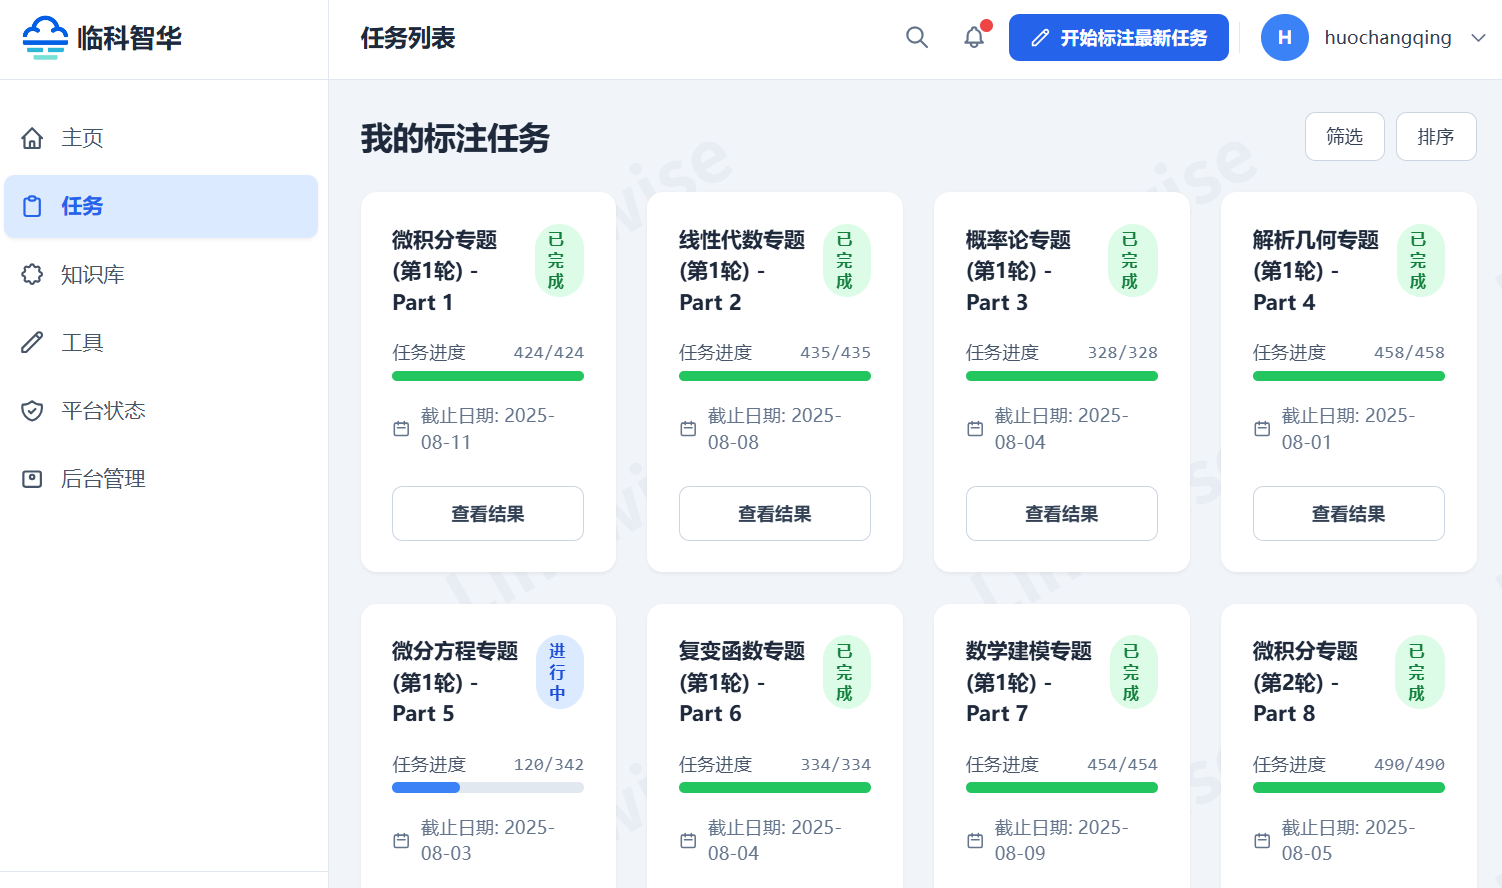 临科智华
任务列表
开始标注最新任务
H
huochangqing
主页
任务
知识库
工具
平台状态
后台管理
我的标注任务
筛选
排序
微积分专题
(第1轮) -
Part 1
已
完
成
任务进度 424/424
截止日期: 2025-
08-11
查看结果
线性代数专题
(第1轮) -
Part 2
已
完
成
任务进度 435/435
截止日期: 2025-
08-08
查看结果
概率论专题
(第1轮) -
Part 3
已
完
成
任务进度 328/328
截止日期: 2025-
08-04
查看结果
解析几何专题
(第1轮) -
Part 4
已
完
成
任务进度 458/458
截止日期: 2025-
08-01
查看结果
微分方程专题
(第1轮) -
Part 5
进
行
中
任务进度 120/342
截止日期: 2025-
08-03
复变函数专题
(第1轮) -
Part 6
已
完
成
任务进度 334/334
截止日期: 2025-
08-04
数学建模专题
(第1轮) -
Part 7
已
完
成
任务进度 454/454
截止日期: 2025-
08-09
微积分专题
(第2轮) -
Part 8
已
完
成
任务进度 490/490
截止日期: 2025-
08-05